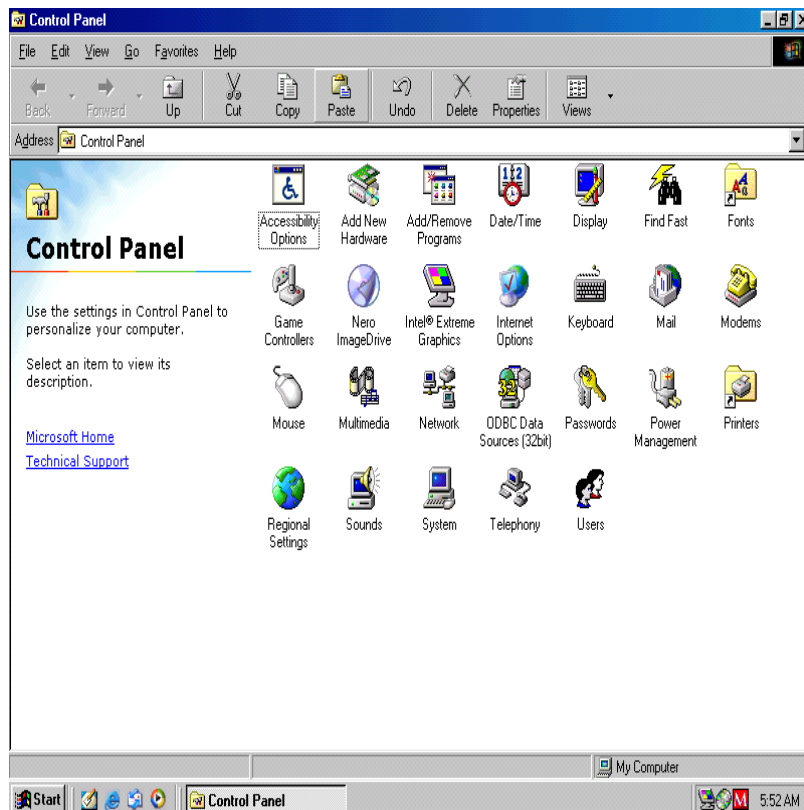 Control Panel
File Edit View Go Favorites Help
Back Forward Up Cut Copy Paste Undo Delete Properties Views
Address Control Panel
Control Panel
Use the settings in Control Panel to
personalize your computer.
Select an item to view its
description.
Microsoft Home
Technical Support
Accessibility
Options
Add New
Hardware
Add/Remove
Programs
Date/Time
Display
Find Fast
Fonts
Game
Controllers
Nero
ImageDrive
Intel® Extreme
Graphics
Internet
Options
Keyboard
Mail
Modems
Mouse
Multimedia
Network
ODBC Data
Sources (32bit)
Passwords
Power
Management
Printers
Regional
Settings
Sounds
System
Telephony
Users
My Computer
Start Control Panel M 5:52 AM